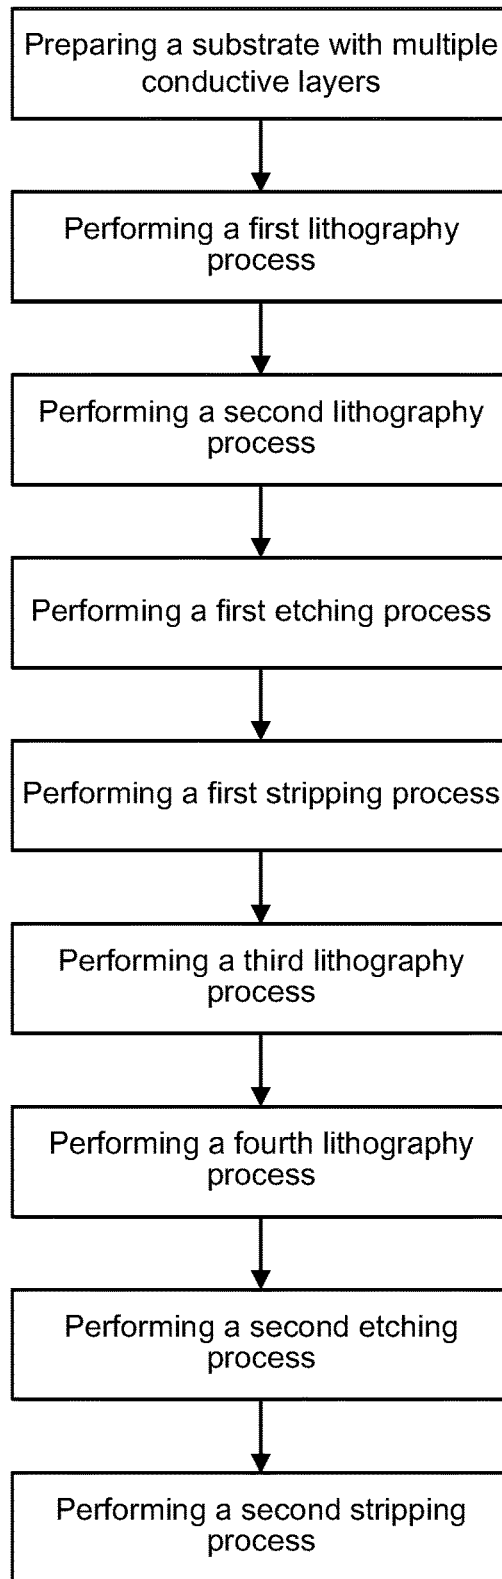 Preparing a substrate with multiple
conductive layers
Performing a first lithography
process
Performing a second lithography
process
Performing a first etching process
Performing a first stripping process
Performing a third lithography
process
Performing a fourth lithography
process
Performing a second etching
process
Performing a second stripping
process